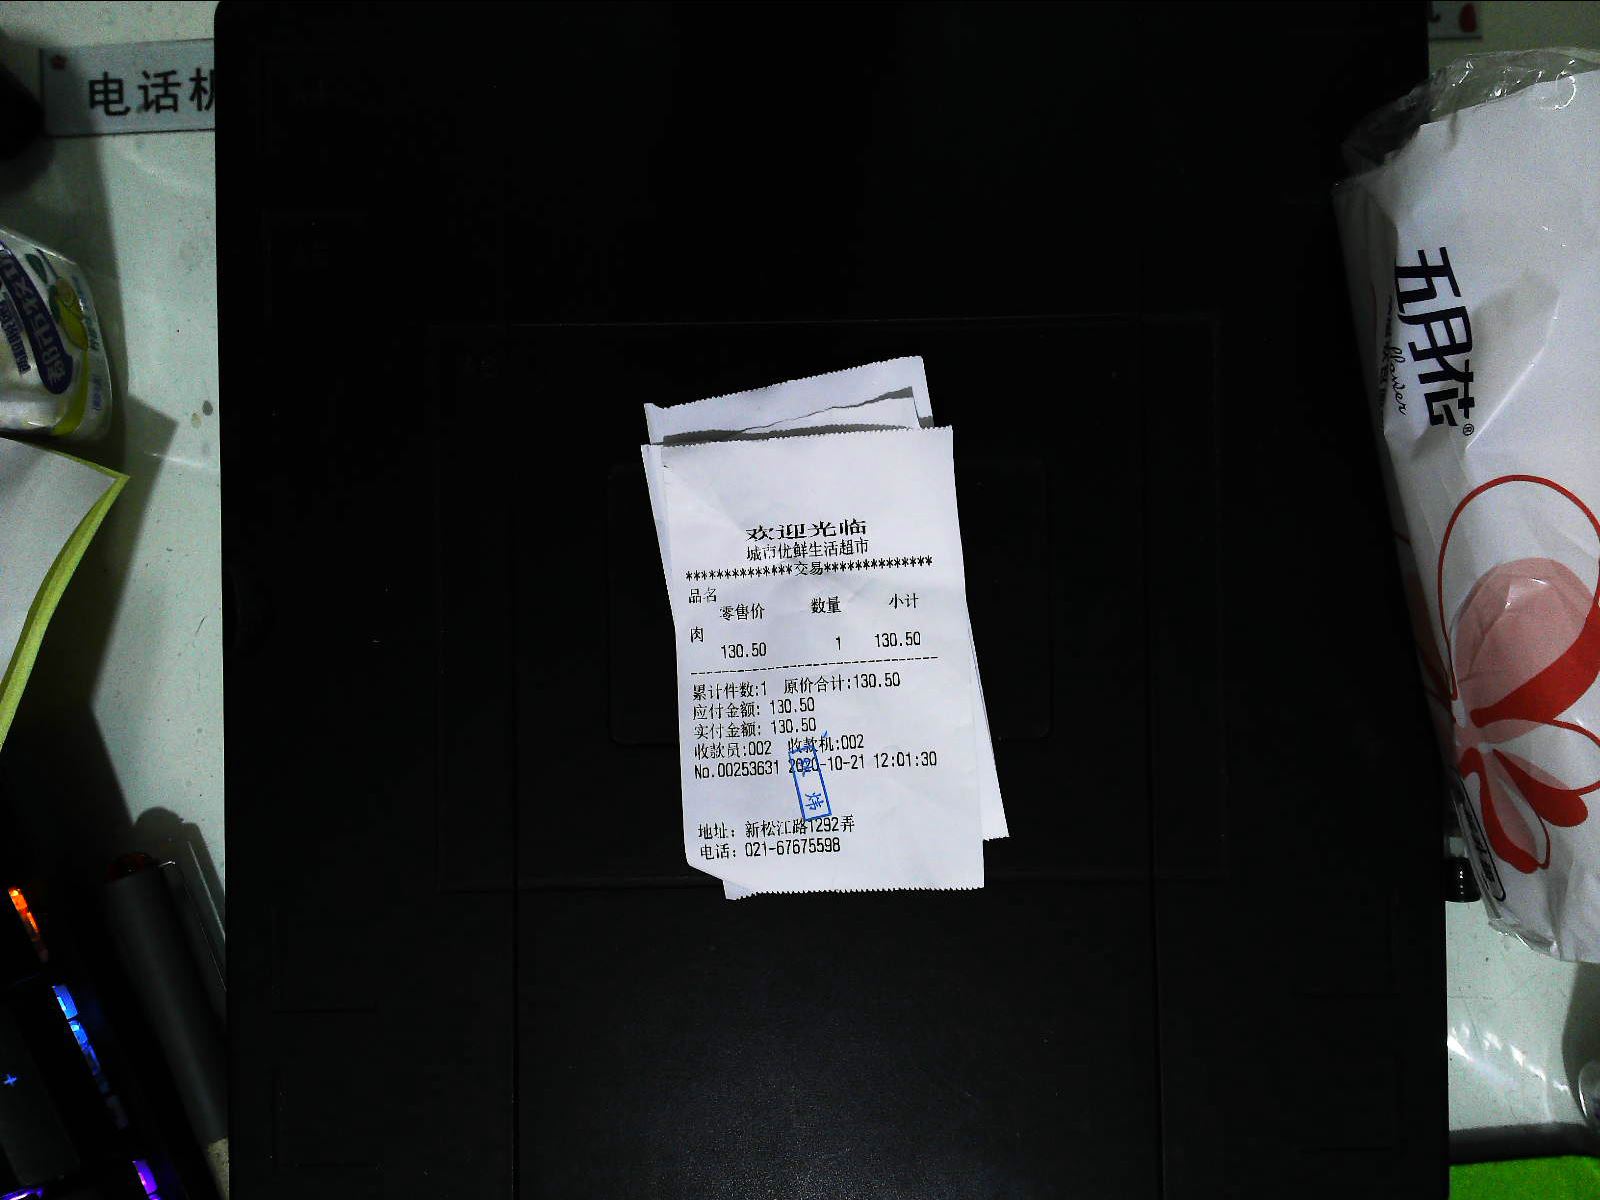 电话机
欢迎光临
城市优鲜生活超市
**************交易**************
品名
零售价 数量 小计
肉
130.50 1 130.50
--------------------------------
累计件数:1 原价合计:130.50
应付金额: 130.50
实付金额: 130.50
收款员:002 收款机:002
No.00253631 2020-10-21 12:01:30
炜
地址: 新松江路1292弄
电话: 021-67675598
五月花®
flower